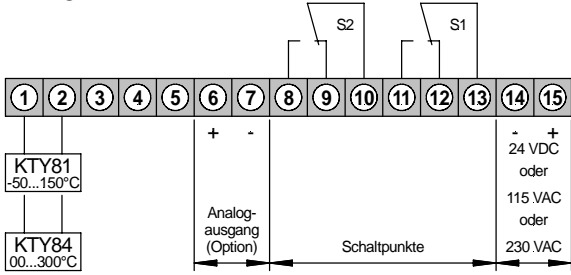 S2 S1
1 2 3 4 5 6 7 8 9 10 11 12 13 14 15
+ - - +
KTY81
-50...150°C
KTY84
00...300°C
Analog-
ausgang
(Option)
Schaltpunkte
24 VDC
oder
115 VAC
oder
230 VAC